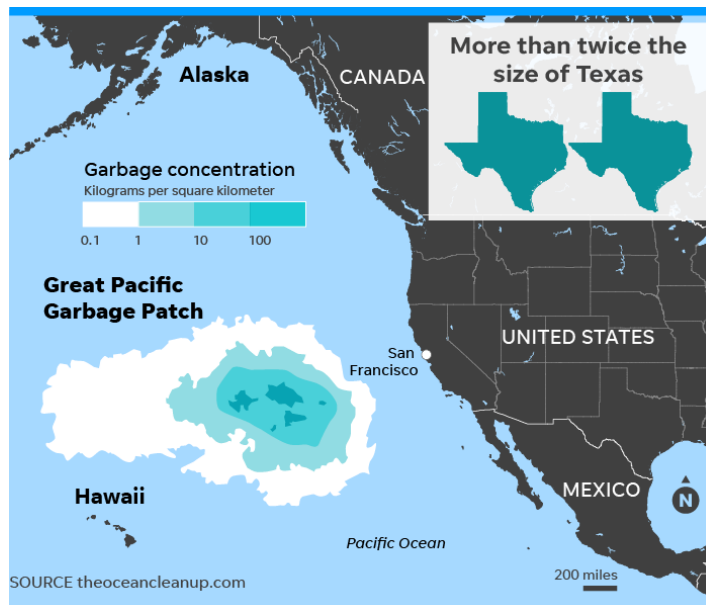 More than twice the
size of Texas
Alaska
CANADA
Garbage concentration
Kilograms per square kilometer
0.1 1 10 100
Great Pacific
Garbage Patch
San
Francisco
UNITED STATES
Hawaii
MEXICO
N
Pacific Ocean
200 miles
SOURCE theoceancleanup.com